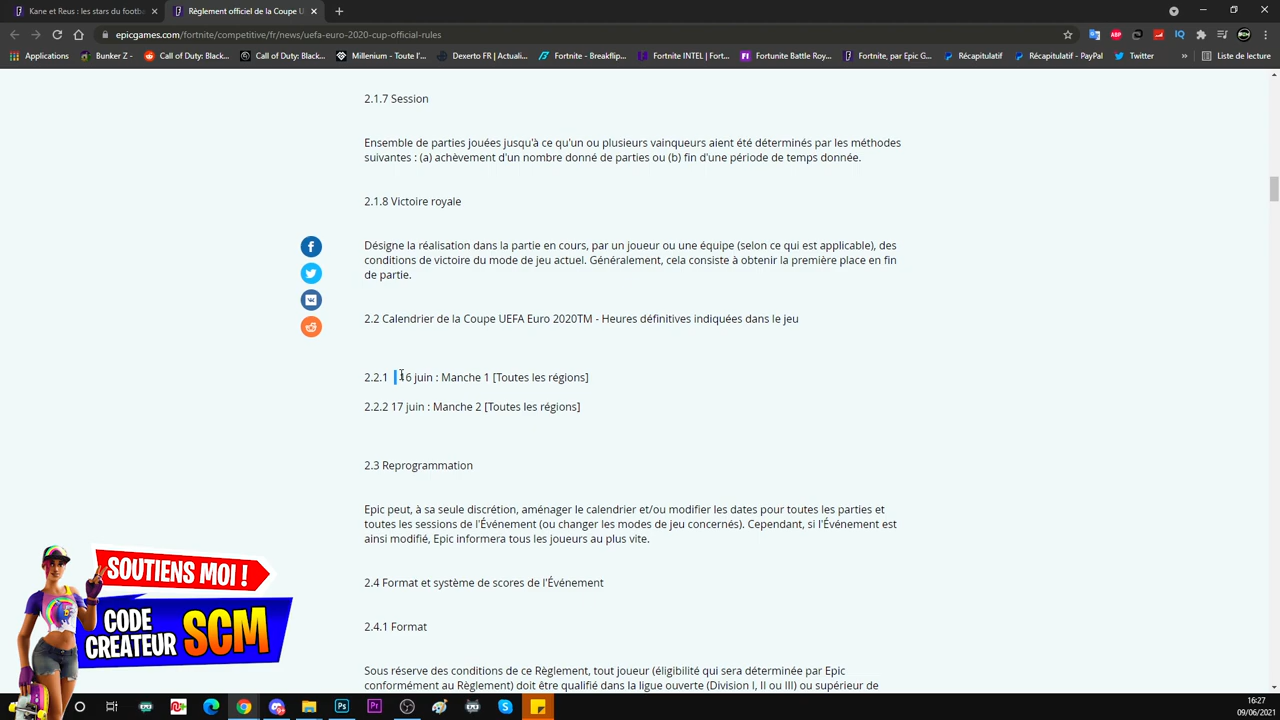 Kane et Reus : les stars du footba
Règlement officiel de la Coupe U
epicgames.com/fortnite/competitive/fr/news/uefa-euro-2020-cup-official-rules
Applications
Bunker Z -
Call of Duty: Black...
Call of Duty: Black...
Millenium - Toute l'...
Dexerto FR | Actuali...
Fortnite - Breakflip...
Fortnite INTEL | Fort...
Fortunite Battle Roy...
Fortnite, par Epic G...
Récapitulatif
Récapitulatif - PayPal
Twitter
»
Liste de lecture
2.1.7 Session
Ensemble de parties jouées jusqu'à ce qu'un ou plusieurs vainqueurs aient été déterminés par les méthodes
suivantes : (a) achèvement d'un nombre donné de parties ou (b) fin d'une période de temps donnée.
2.1.8 Victoire royale
Désigne la réalisation dans la partie en cours, par un joueur ou une équipe (selon ce qui est applicable), des
conditions de victoire du mode de jeu actuel. Généralement, cela consiste à obtenir la première place en fin
de partie.
2.2 Calendrier de la Coupe UEFA Euro 2020TM - Heures définitives indiquées dans le jeu
2.2.1 16 juin : Manche 1 [Toutes les régions]
2.2.2 17 juin : Manche 2 [Toutes les régions]
2.3 Reprogrammation
Epic peut, à sa seule discrétion, aménager le calendrier et/ou modifier les dates pour toutes les parties et
toutes les sessions de l'Événement (ou changer les modes de jeu concernés). Cependant, si l'Événement est
ainsi modifié, Epic informera tous les joueurs au plus vite.
2.4 Format et système de scores de l'Événement
2.4.1 Format
Sous réserve des conditions de ce Règlement, tout joueur (éligibilité qui sera déterminée par Epic
conformément au Règlement) doit être qualifié dans la ligue ouverte (Division I, II ou III) ou supérieur de
SOUTIENS MOI !
CODE
CREATEUR SCM
16:27
09/06/2021